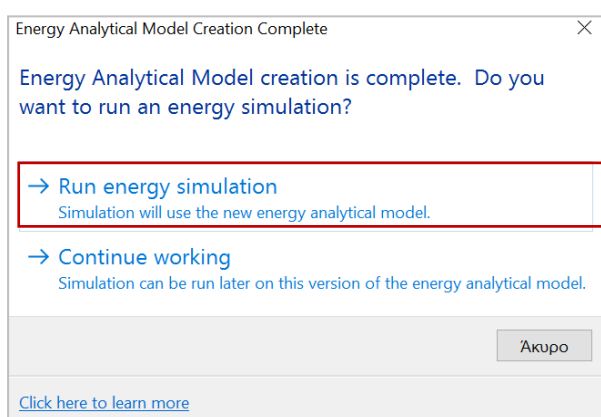 Energy Analytical Model Creation Complete
Energy Analytical Model creation is complete. Do you
want to run an energy simulation?
→ Run energy simulation
Simulation will use the new energy analytical model.
→ Continue working
Simulation can be run later on this version of the energy analytical model.
Άκυρο
Click here to learn more